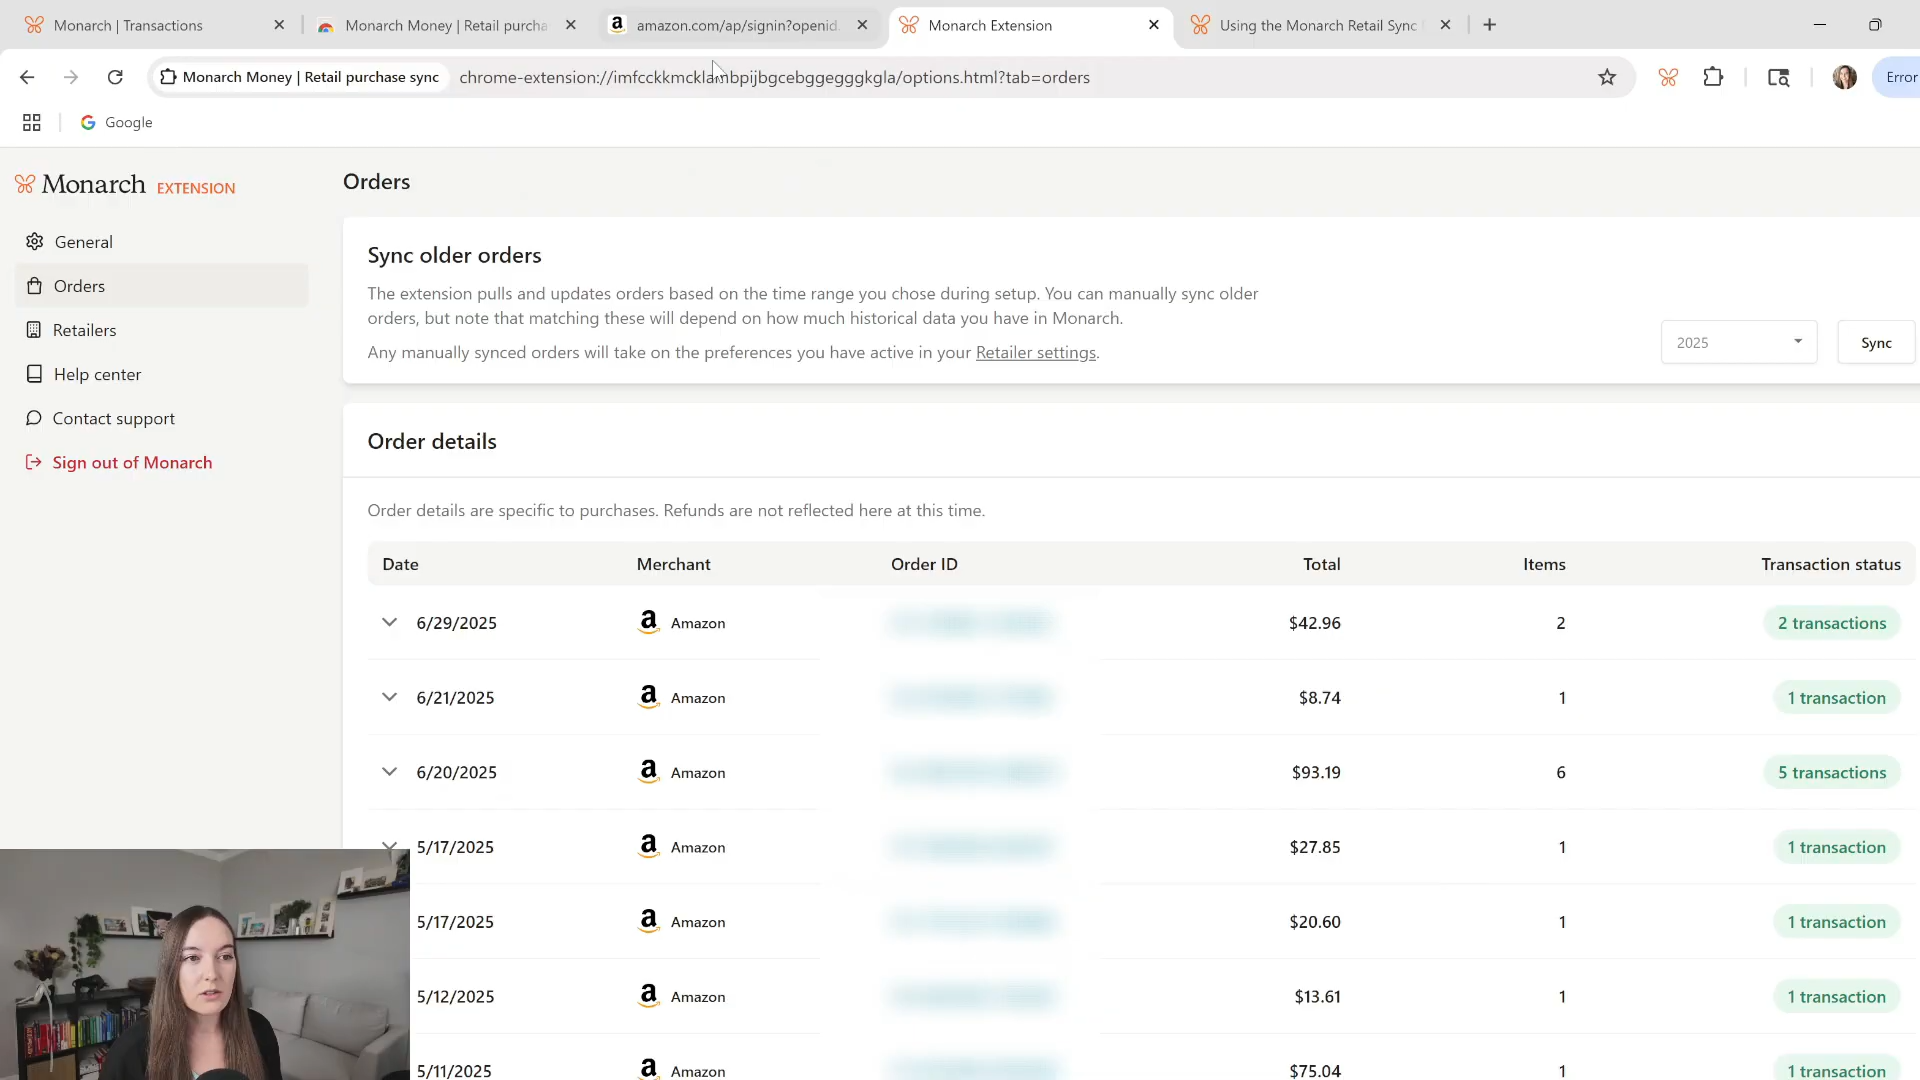 Monarch | Transactions
Monarch Money | Retail purcha
amazon.com/ap/signin?openid.
Monarch Extension
Using the Monarch Retail Sync
Monarch Money | Retail purchase sync
chrome-extension://imfcckkmcklambpijbgcebggegggkgla/options.html?tab=orders
Error
Google
Monarch EXTENSION
General
Orders
Retailers
Help center
Contact support
Sign out of Monarch
Orders
Sync older orders
The extension pulls and updates orders based on the time range you chose during setup. You can manually sync older
orders, but note that matching these will depend on how much historical data you have in Monarch.
Any manually synced orders will take on the preferences you have active in your Retailer settings.
2025
Sync
Order details
Order details are specific to purchases. Refunds are not reflected here at this time.
Date Merchant Order ID Total Items Transaction status
6/29/2025 Amazon $42.96 2 2 transactions
6/21/2025 Amazon $8.74 1 1 transaction
6/20/2025 Amazon $93.19 6 5 transactions
5/17/2025 Amazon $27.85 1 1 transaction
5/17/2025 Amazon $20.60 1 1 transaction
5/12/2025 Amazon $13.61 1 1 transaction
5/11/2025 Amazon $75.04 1 1 transaction